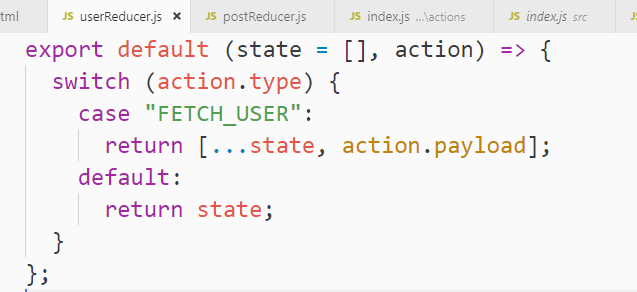 tml JS userReducer.js × JS postReducer.js JS index.js ...\actions JS index.js src JS
export default (state = [], action) => {
  switch (action.type) {
    case "FETCH_USER":
      return [...state, action.payload];
    default:
      return state;
  }
};